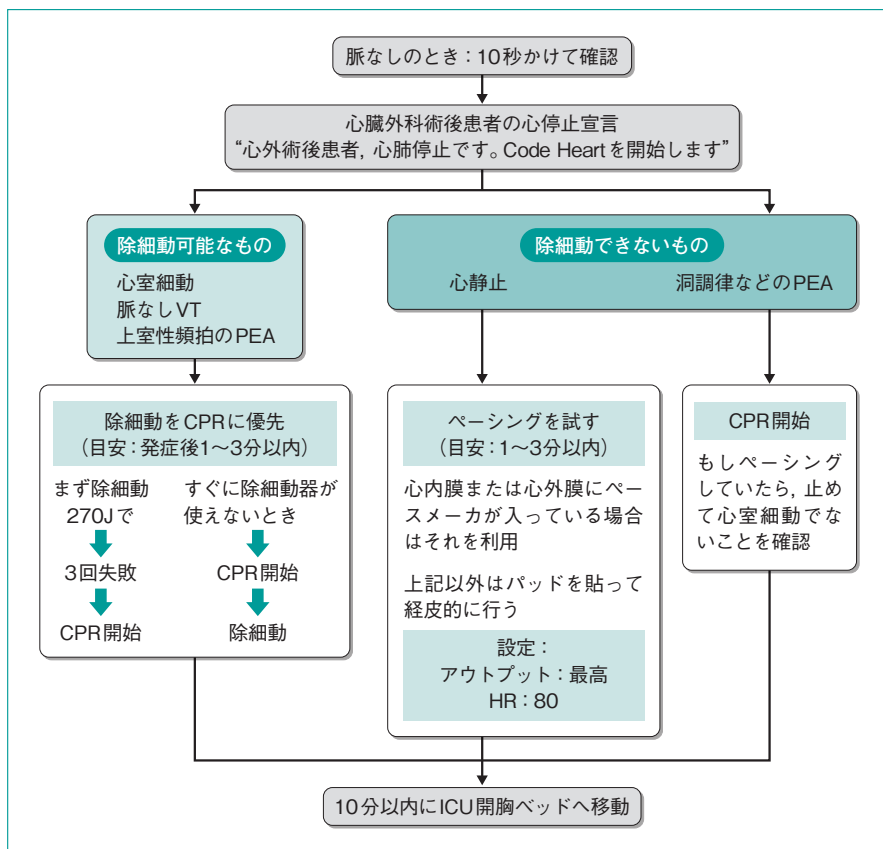 脈なしのとき：10秒かけて確認
心臓外科術後患者の心停止宣言
“心外術後患者，心肺停止です。Code Heartを開始します”
除細動可能なもの
心室細動
脈なしVT
上室性頻拍のPEA
除細動できないもの
心静止
洞調律などのPEA
除細動をCPRに優先
（目安：発症後1〜3分以内）
まず除細動
270Jで
3回失敗
CPR開始
すぐに除細動器が
使えないとき
CPR開始
除細動
ペーシングを試す
（目安：1〜3分以内）
心内膜または心外膜にペー
スメーカが入っている場合
はそれを利用
上記以外はパッドを貼って
経皮的に行う
設定：
アウトプット：最高
HR：80
CPR開始
もしペーシング
していたら，止め
て心室細動でな
いことを確認
10分以内にICU開胸ベッドへ移動